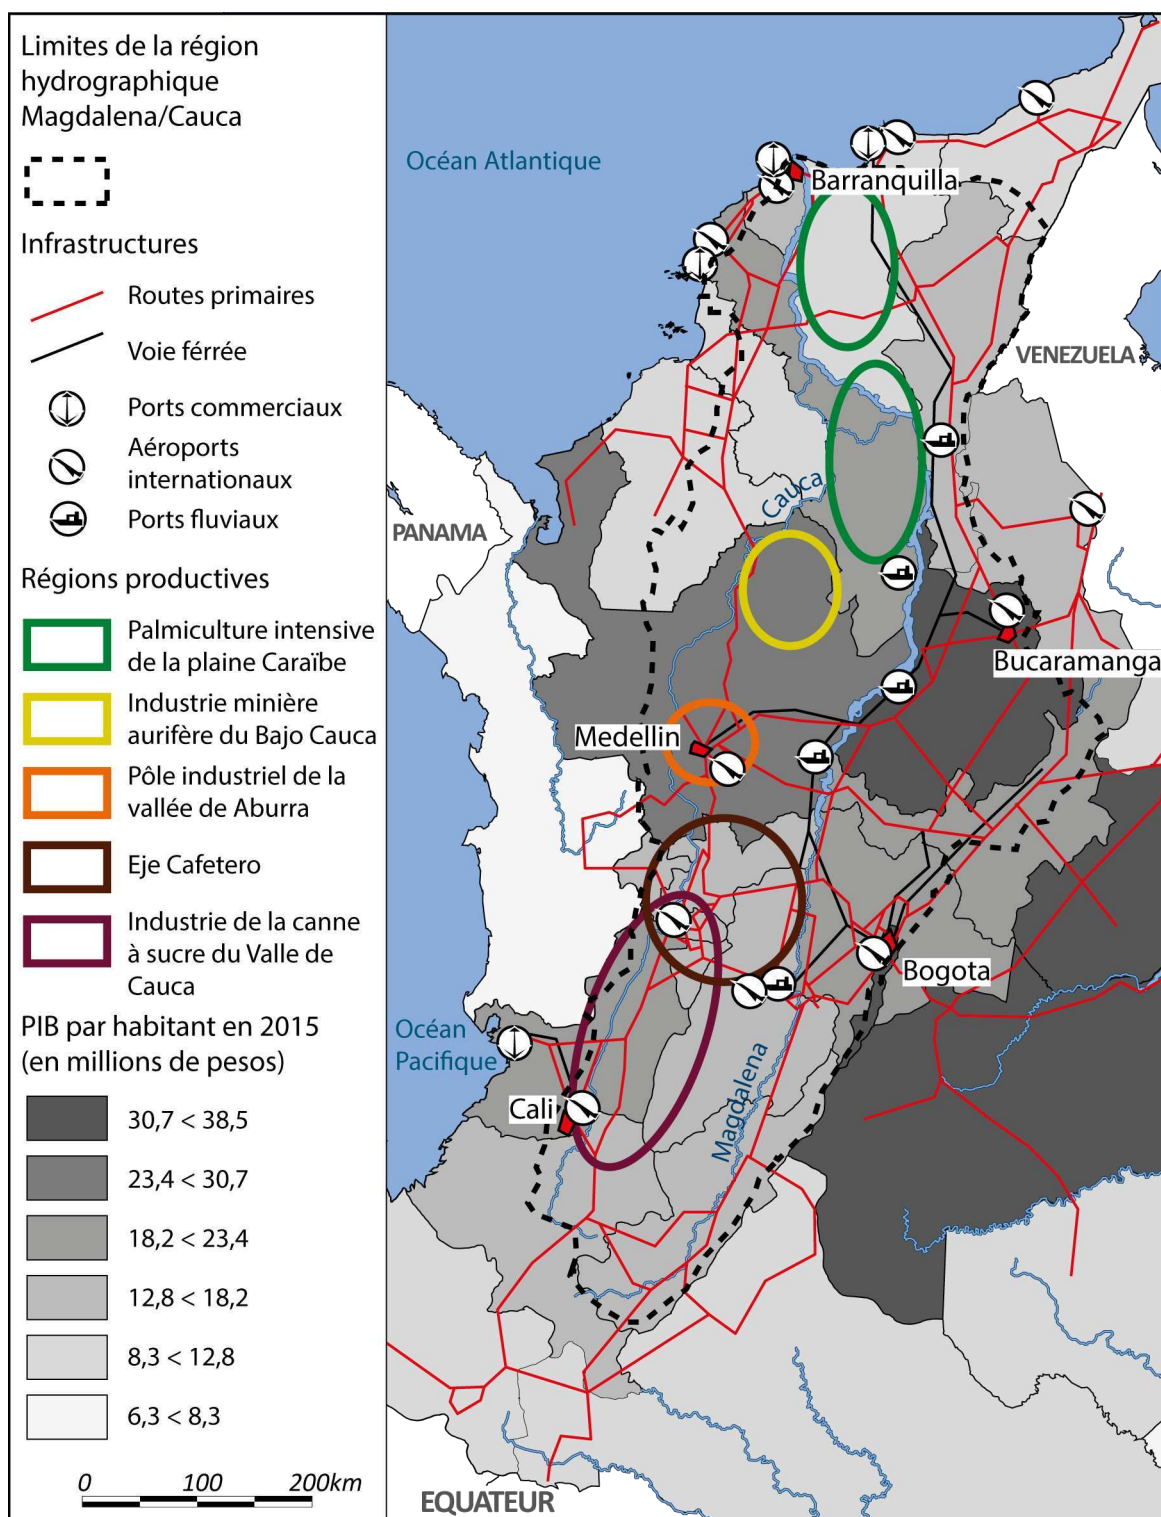 Limites de la région
hydrographique
Magdalena/Cauca
Infrastructures
Routes primaires
Voie férrée
Ports commerciaux
Aéroports
internationaux
Ports fluviaux
Régions productives
Palmiculture intensive
de la plaine Caraïbe
Industrie minière
aurifère du Bajo Cauca
Pôle industriel de la
vallée de Aburra
Eje Cafetero
Industrie de la canne
à sucre du Valle de
Cauca
PIB par habitant en 2015
(en millions de pesos)
30,7 < 38,5
23,4 < 30,7
18,2 < 23,4
12,8 < 18,2
8,3 < 12,8
6,3 < 8,3
0 100 200km
Océan Atlantique
Barranquilla
VENEZUELA
Cauca
PANAMA
Bucaramanga
Medellin
Bogota
Océan
Pacifique
Cali
Magdalena
EQUATEUR